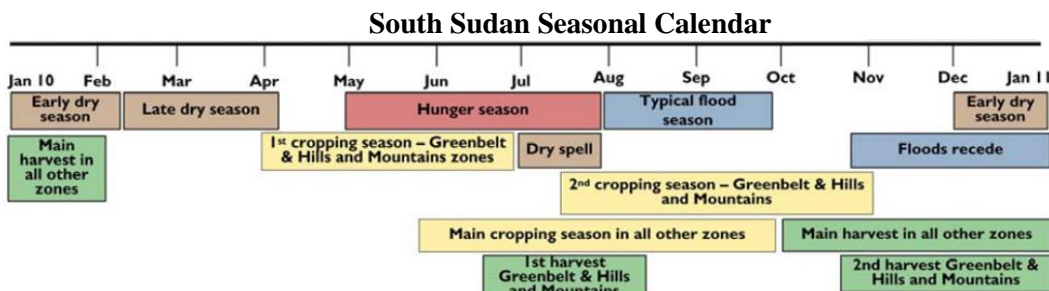 South Sudan Seasonal Calendar
Jan 10 Feb Mar Apr May Jun Jul Aug Sep Oct Nov Dec Jan 11
Early dry
season
Late dry season
Hunger season
Typical flood
season
Early dry
season
Main
harvest in
all other
zones
1st cropping season – Greenbelt
& Hills and Mountains zones
Dry spell
Floods recede
2nd cropping season – Greenbelt & Hills
and Mountains
Main cropping season in all other zones
Main harvest in all other zones
1st harvest
Greenbelt & Hills
and Mountains
2nd harvest Greenbelt &
Hills and Mountains